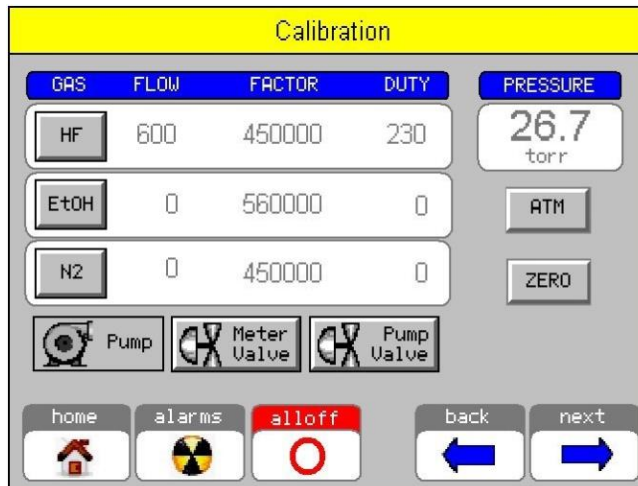 Calibration
GAS FLOW FACTOR DUTY PRESSURE
HF 600 450000 230 26.7
torr
EtOH 0 560000 0 ATM
N2 0 450000 0 ZERO
Pump Meter Valve Pump Valve
home alarms alloff back next